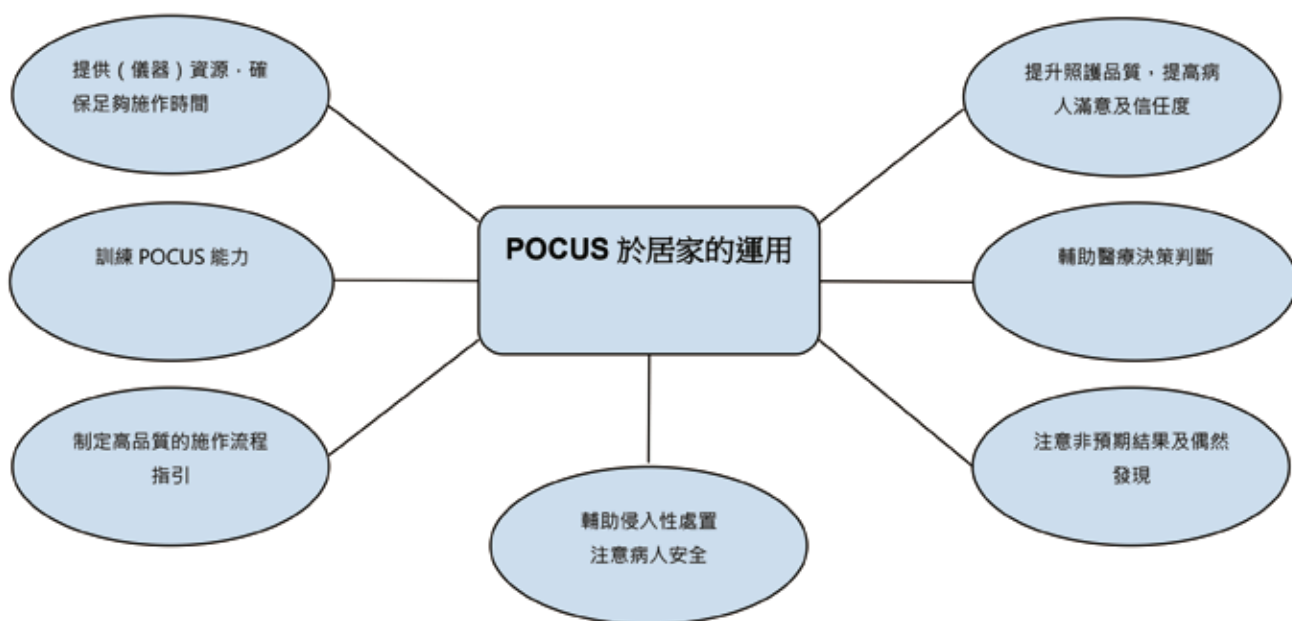 提供（儀器）資源，確
保足夠施作時間
訓練 POCUS 能力
制定高品質的施作流程
指引
POCUS 於居家的運用
輔助侵入性處置
注意病人安全
提升照護品質，提高病
人滿意及信任度
輔助醫療決策判斷
注意非預期結果及偶然
發現